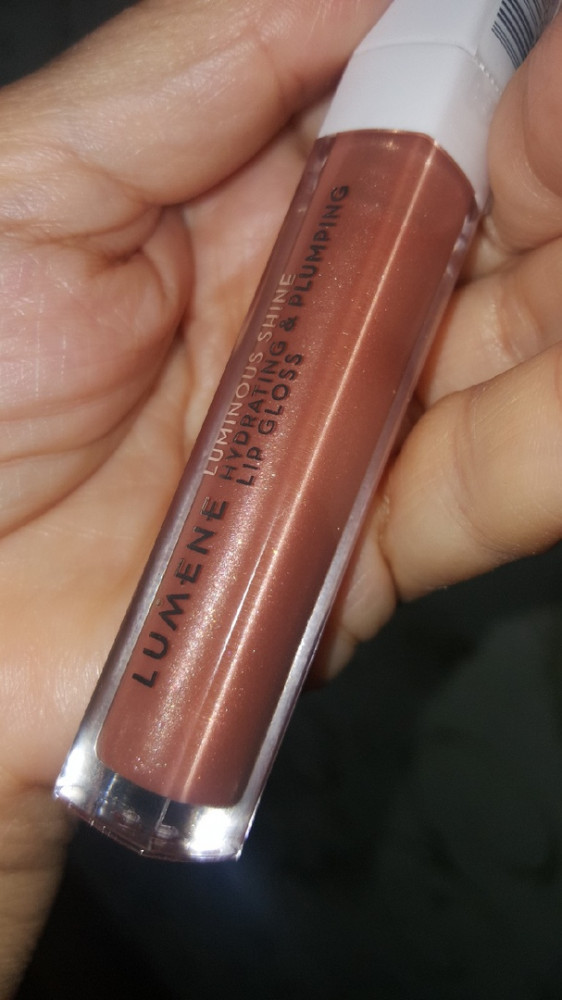 LUMENE
LUMINOUS SHINE
HYDRATING & PLUMPING
LIP GLOSS